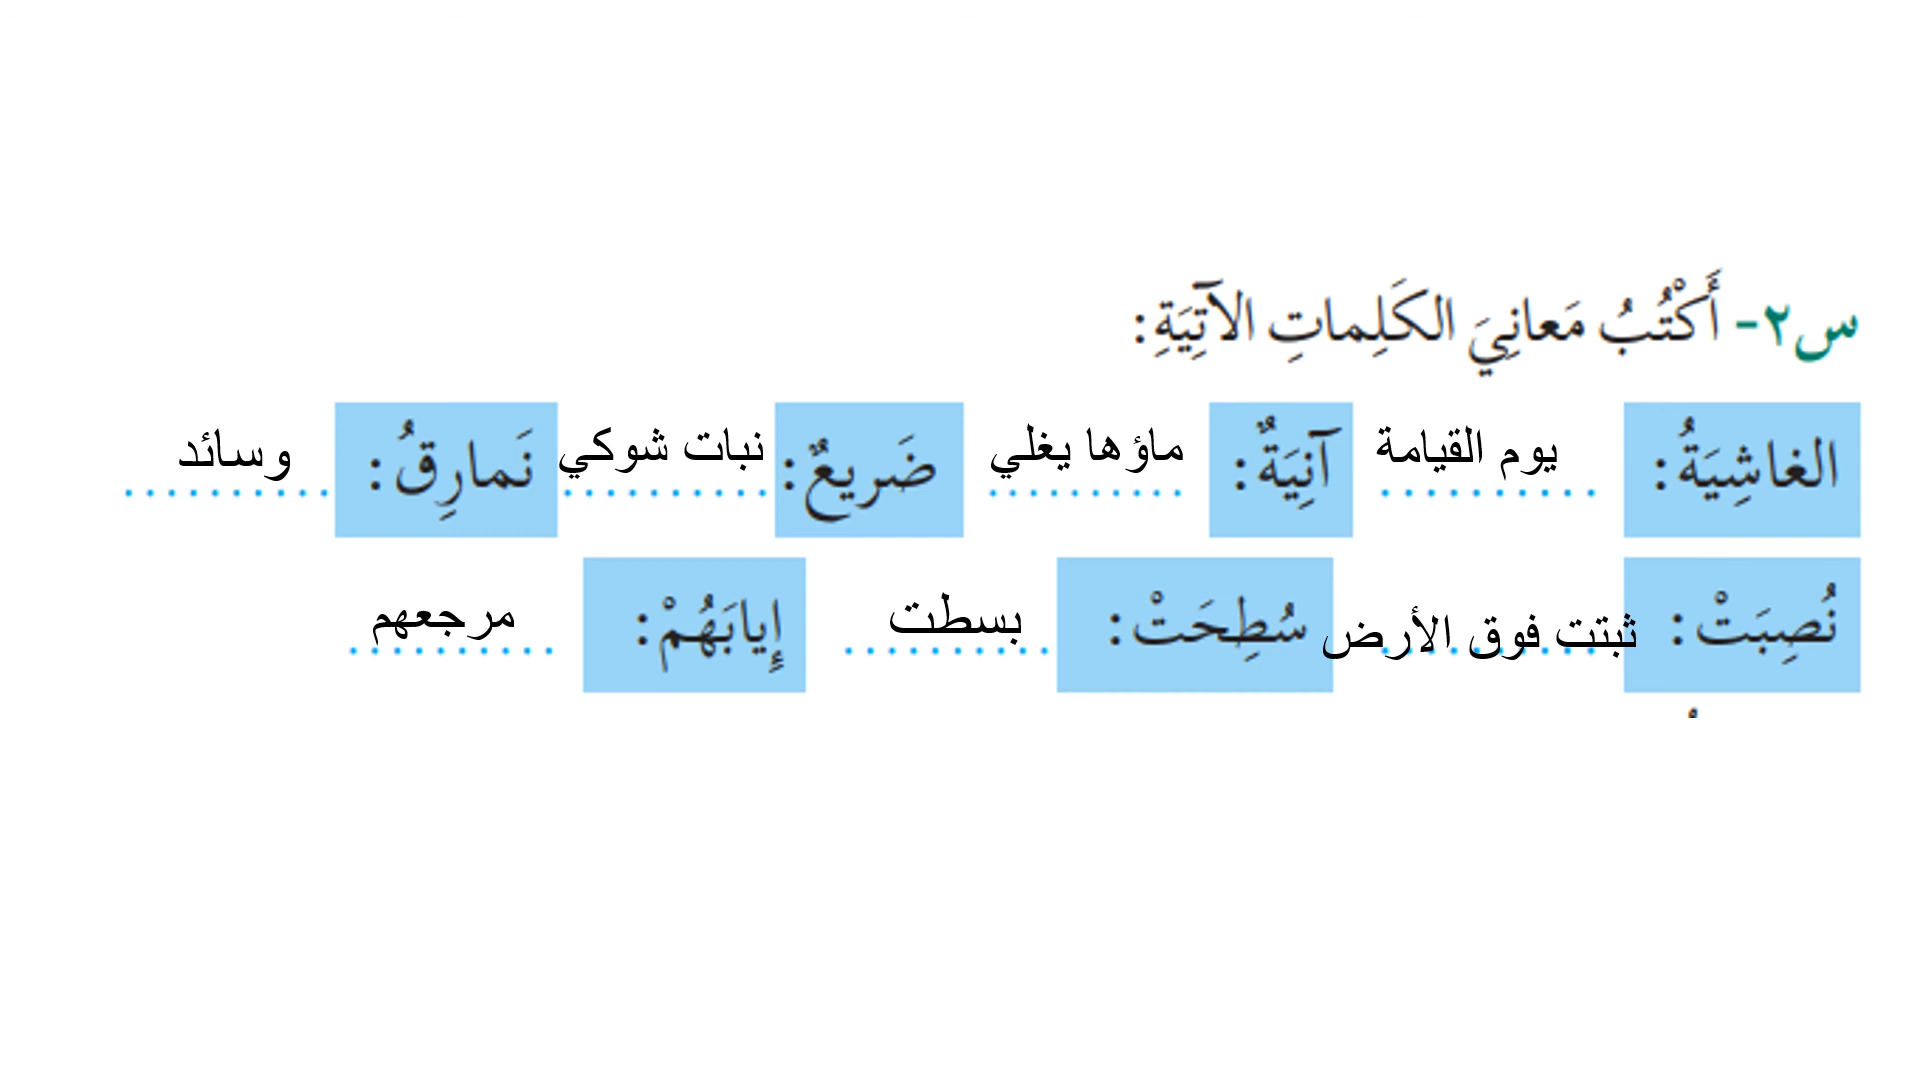 س٢- أَكْتُبُ مَعانِيَ الكَلِماتِ الآتِيَةِ:
الغاشِيَةُ: يوم القيامة آنِيَةٌ: ماؤها يغلي ضَريعٌ: نبات شوكي نَمارِقُ: وسائد
نُصِبَتْ: ثبتت فوق الأرض سُطِحَتْ: بسطت إِيابَهُمْ: مرجعهم